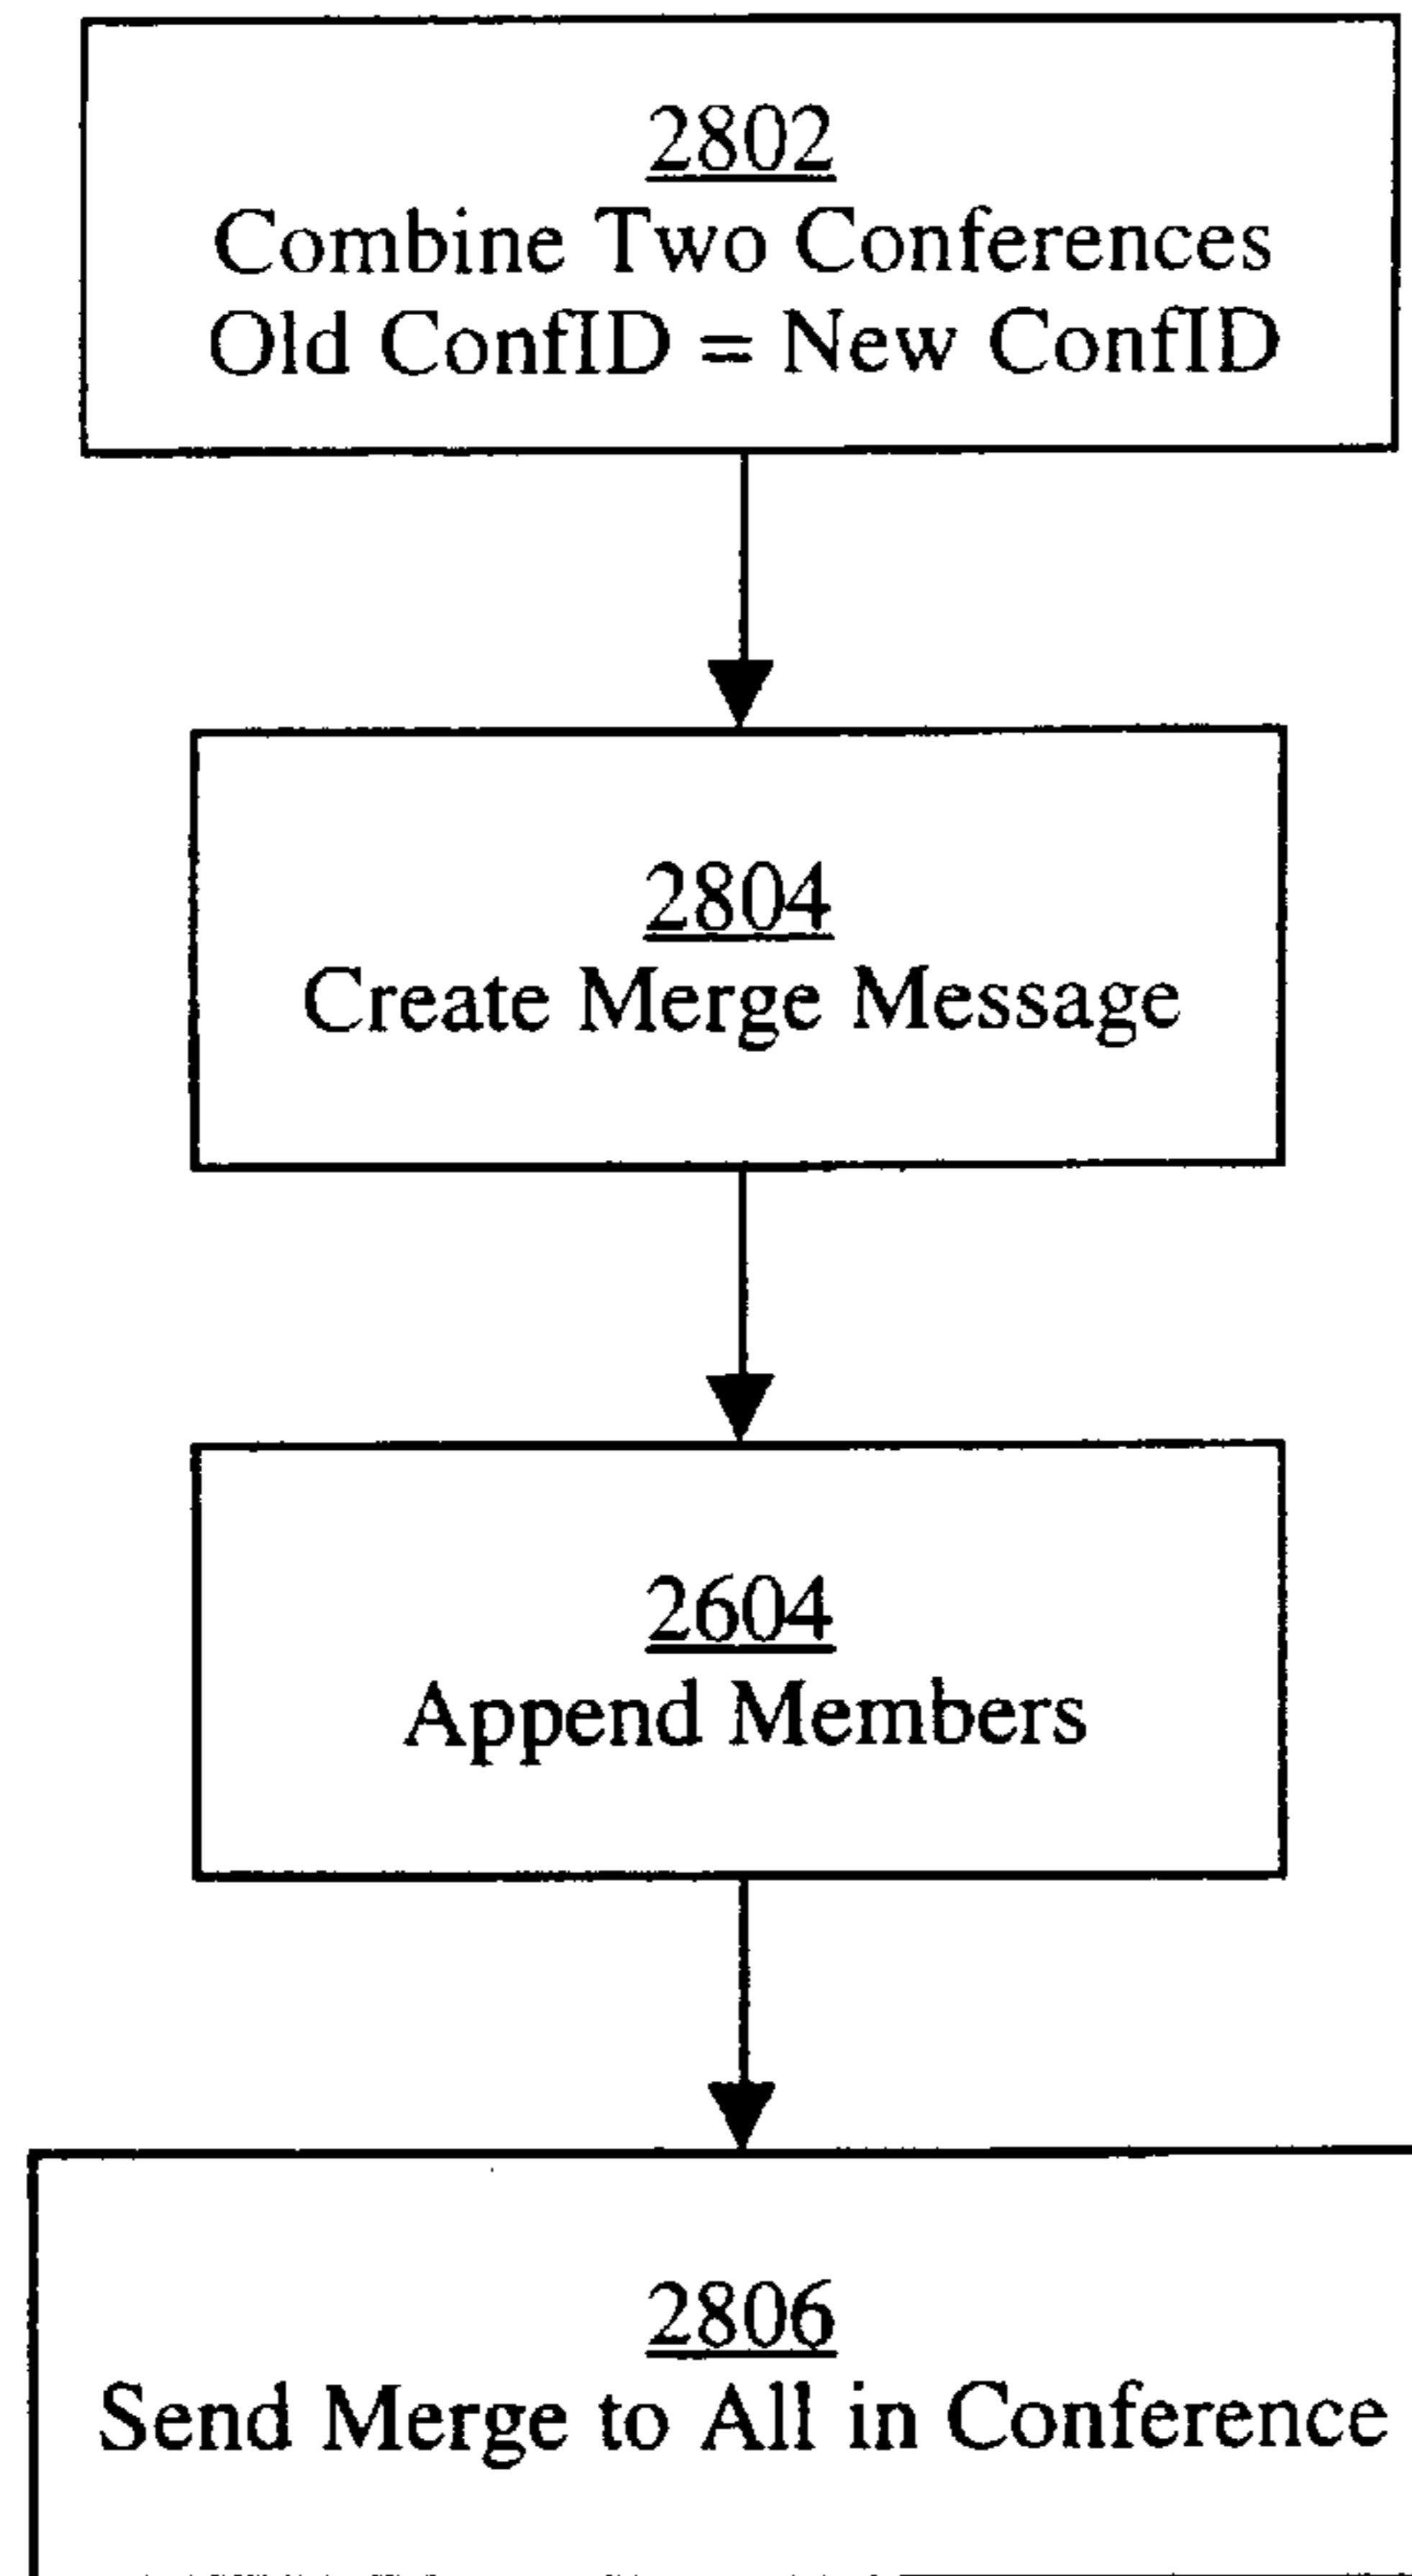 2802
Combine Two Conferences
Old ConfID = New ConfID
2804
Create Merge Message
2604
Append Members
2806
Send Merge to All in Conference